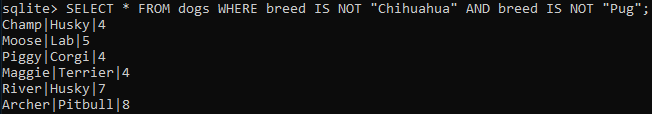 sqlite> SELECT * FROM dogs WHERE breed IS NOT "Chihuahua" AND breed IS NOT "Pug";
Champ|Husky|4
Moose|Lab|5
Piggy|Corgi|4
Maggie|Terrier|4
River|Husky|7
Archer|Pitbull|8